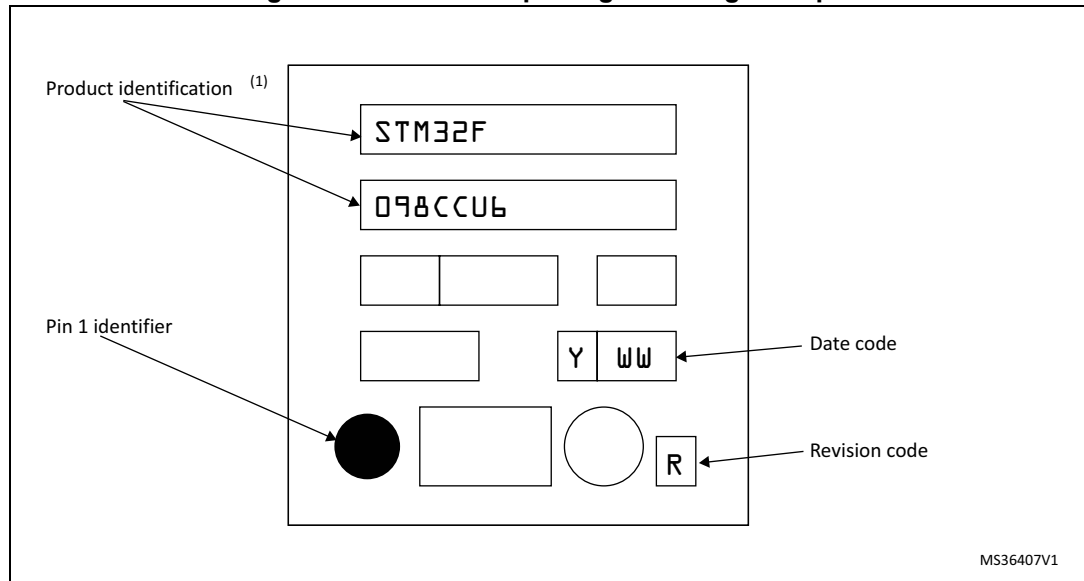 Product identification (1)
STM32F
098CCU6
Pin 1 identifier
Y WW
Date code
Revision code
R
MS36407V1